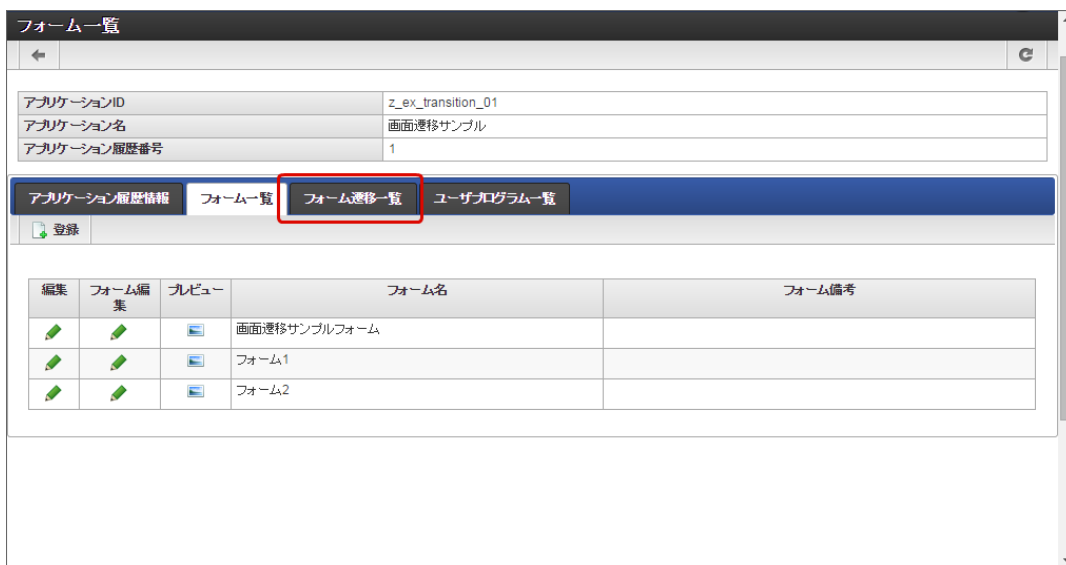 フォーム一覧
アプリケーションID z_ex_transition_01
アプリケーション名 画面遷移サンプル
アプリケーション履歴番号 1
アプリケーション履歴情報 フォーム一覧 フォーム遷移一覧 ユーザプログラム一覧
登録
編集 フォーム編集 プレビュー フォーム名 フォーム備考
画面遷移サンプルフォーム
フォーム1
フォーム2